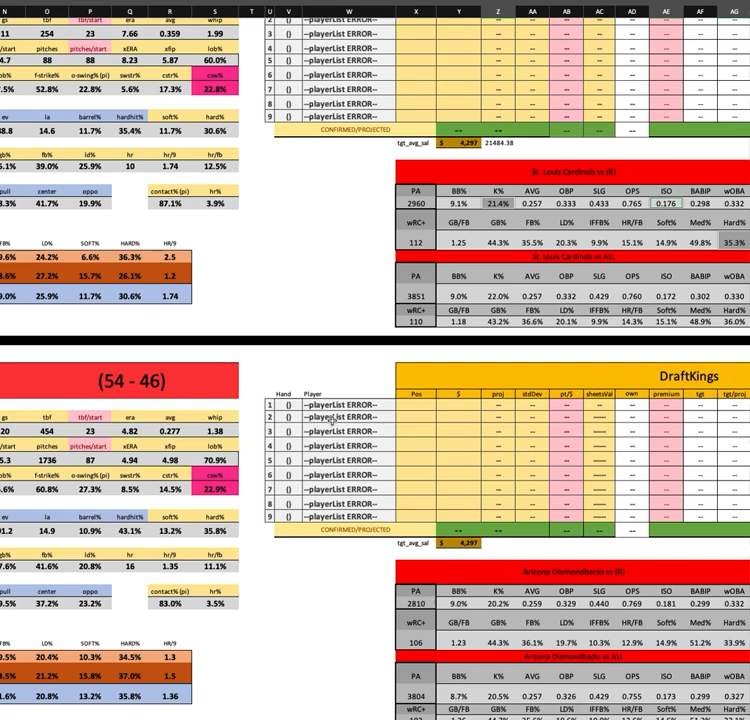 N O P Q R S T U V W X Y Z AA AB AC AD AE AF AG
gs tbf tbf/start era avg whip
11 254 23 7.66 0.359 1.99
/start pitches pitches/start xERA xfip lob%
4.7 88 88 8.23 5.87 60.0%
ob% f-strike% o-swing% (pi) swstr% cstr% csw%
7.5% 52.8% 22.8% 5.6% 17.3% 22.8%
ev la barrel% hardhit% soft% hard%
88.8 14.6 11.7% 35.4% 11.7% 30.6%
gb% fb% ld% hr hr/9 hr/fb
5.1% 39.0% 25.9% 10 1.74 12.5%
pull center oppo contact% (pi) hr%
3.3% 41.7% 19.9% 87.1% 3.9%
FB% LD% SOFT% HARD% HR/9
9.6% 24.2% 6.6% 36.3% 2.5
3.6% 27.2% 15.7% 26.1% 1.2
9.0% 25.9% 11.7% 30.6% 1.74
2 () --playerList ERROR-- -- -- -- -- -- -- --
3 () --playerList ERROR-- -- -- -- -- -- -- --
4 () --playerList ERROR-- -- -- -- -- -- -- --
5 () --playerList ERROR-- -- -- -- -- -- -- --
6 () --playerList ERROR-- -- -- -- -- -- -- --
7 () --playerList ERROR-- -- -- -- -- -- -- --
8 () --playerList ERROR-- -- -- -- -- -- -- --
9 () --playerList ERROR-- -- -- -- -- -- -- --
CONFIRMED/PROJECTED -- -- -- -- --
tgt_avg_sal $ 4,297 21484.38
St. Louis Cardinals vs (R)
PA BB% K% AVG OBP SLG OPS ISO BABIP wOBA
2960 9.0% 21.4% 0.257 0.333 0.433 0.765 0.176 0.298 0.332
wRC+ GB/FB GB% FB% LD% IFFB% HR/FB Soft% Med% Hard%
112 1.25 44.3% 35.5% 20.3% 9.9% 15.1% 14.9% 49.8% 35.3%
St. Louis Cardinals vs ALL
PA BB% K% AVG OBP SLG OPS ISO BABIP wOBA
3851 9.0% 22.0% 0.257 0.332 0.429 0.760 0.172 0.302 0.330
wRC+ GB/FB GB% FB% LD% IFFB% HR/FB Soft% Med% Hard%
110 1.18 43.2% 36.6% 20.1% 9.9% 14.3% 15.1% 48.9% 36.0%
(54 - 46)
gs tbf tbf/start era avg whip
20 454 23 4.82 0.277 1.38
/start pitches pitches/start xERA xfip lob%
5.3 1736 87 4.94 4.98 70.9%
ob% f-strike% o-swing% (pi) swstr% cstr% csw%
.6% 60.8% 27.3% 8.5% 14.5% 22.9%
ev la barrel% hardhit% soft% hard%
91.2 14.9 10.9% 43.1% 13.2% 35.8%
gb% fb% ld% hr hr/9 hr/fb
7.6% 41.6% 20.8% 16 1.35 11.1%
pull center oppo contact% (pi) hr%
9.5% 37.2% 23.2% 83.0% 3.5%
FB% LD% SOFT% HARD% HR/9
9.5% 20.4% 10.3% 34.5% 1.3
3.5% 21.2% 15.8% 37.0% 1.5
1.6% 20.8% 13.2% 35.8% 1.36
DraftKings
Hand Player Pos $ proj stdDev pt/$ sheetsVal own premium tgt tgt/proj
1 () --playerList ERROR-- -- -- -- ----- -- -- -- --
2 () --playerList ERROR-- -- -- -- ----- -- -- -- --
3 () --playerList ERROR-- -- -- -- ----- -- -- -- --
4 () --playerList ERROR-- -- -- -- ----- -- -- -- --
5 () --playerList ERROR-- -- -- -- ----- -- -- -- --
6 () --playerList ERROR-- -- -- -- ----- -- -- -- --
7 () --playerList ERROR-- -- -- -- ----- -- -- -- --
8 () --playerList ERROR-- -- -- -- ----- -- -- -- --
9 () --playerList ERROR-- -- -- -- ----- -- -- -- --
CONFIRMED/PROJECTED -- -- -- -- --
tgt_avg_sal $ 4,297
Arizona Diamondbacks vs (R)
PA BB% K% AVG OBP SLG OPS ISO BABIP wOBA
2810 9.0% 20.2% 0.259 0.329 0.440 0.769 0.181 0.299 0.332
wRC+ GB/FB GB% FB% LD% IFFB% HR/FB Soft% Med% Hard%
106 1.23 44.3% 36.1% 19.7% 10.3% 12.9% 14.9% 51.2% 33.9%
Arizona Diamondbacks vs ALL
PA BB% K% AVG OBP SLG OPS ISO BABIP wOBA
3804 8.7% 20.5% 0.257 0.326 0.429 0.755 0.173 0.299 0.327
wRC+ GB/FB GB% FB% LD% IFFB% HR/FB Soft% Med% Hard%